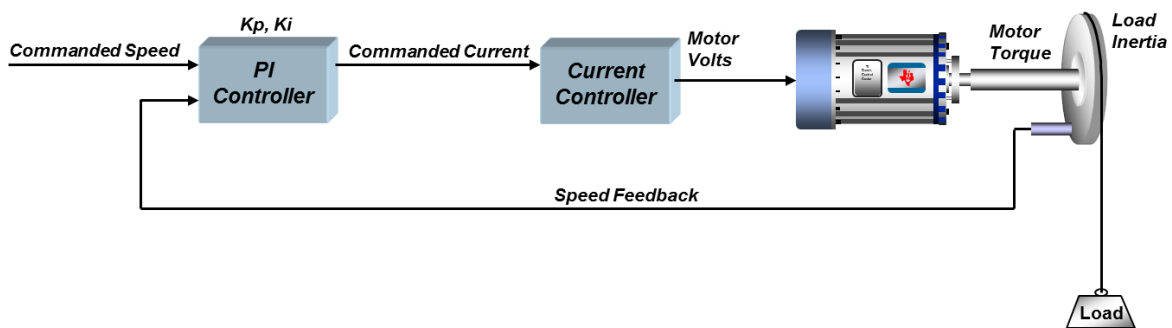 Kp, Ki
Commanded Speed
PI
Controller
Commanded Current
Current
Controller
Motor
Volts
Motor
Torque
Load
Inertia
Speed Feedback
Load